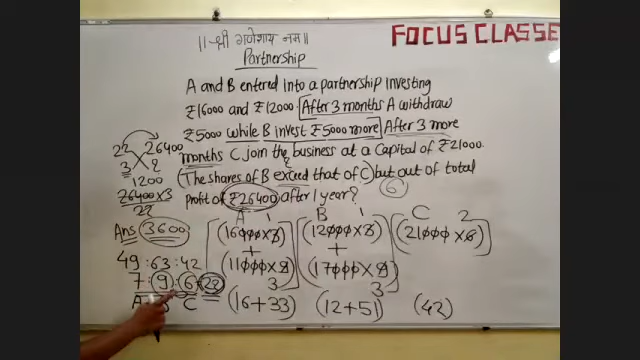 ॥ श्री गणेशाय नमः ॥
FOCUS CLASSE
Partnership
A and B entered into a partnership investing
₹16000 and ₹12000. After 3 months A withdraw
₹5000 while B invest ₹5000 more. After 3 more
months C join the business at a Capital of ₹21000.
(The shares of B exceed that of C) but out of total
profit of ₹26400 after 1 year?
6
22 26400
3 ?
1200
26400×3
22
Ans 3600
49 : 63 : 42
7 : 9 : 6 = 22
A B C
A 1 B 1 C 2
(16000×3) (12000×3) (21000×6)
+ +
(11000×9) (17000×9)
3 3
(16+33) (12+51) (42)